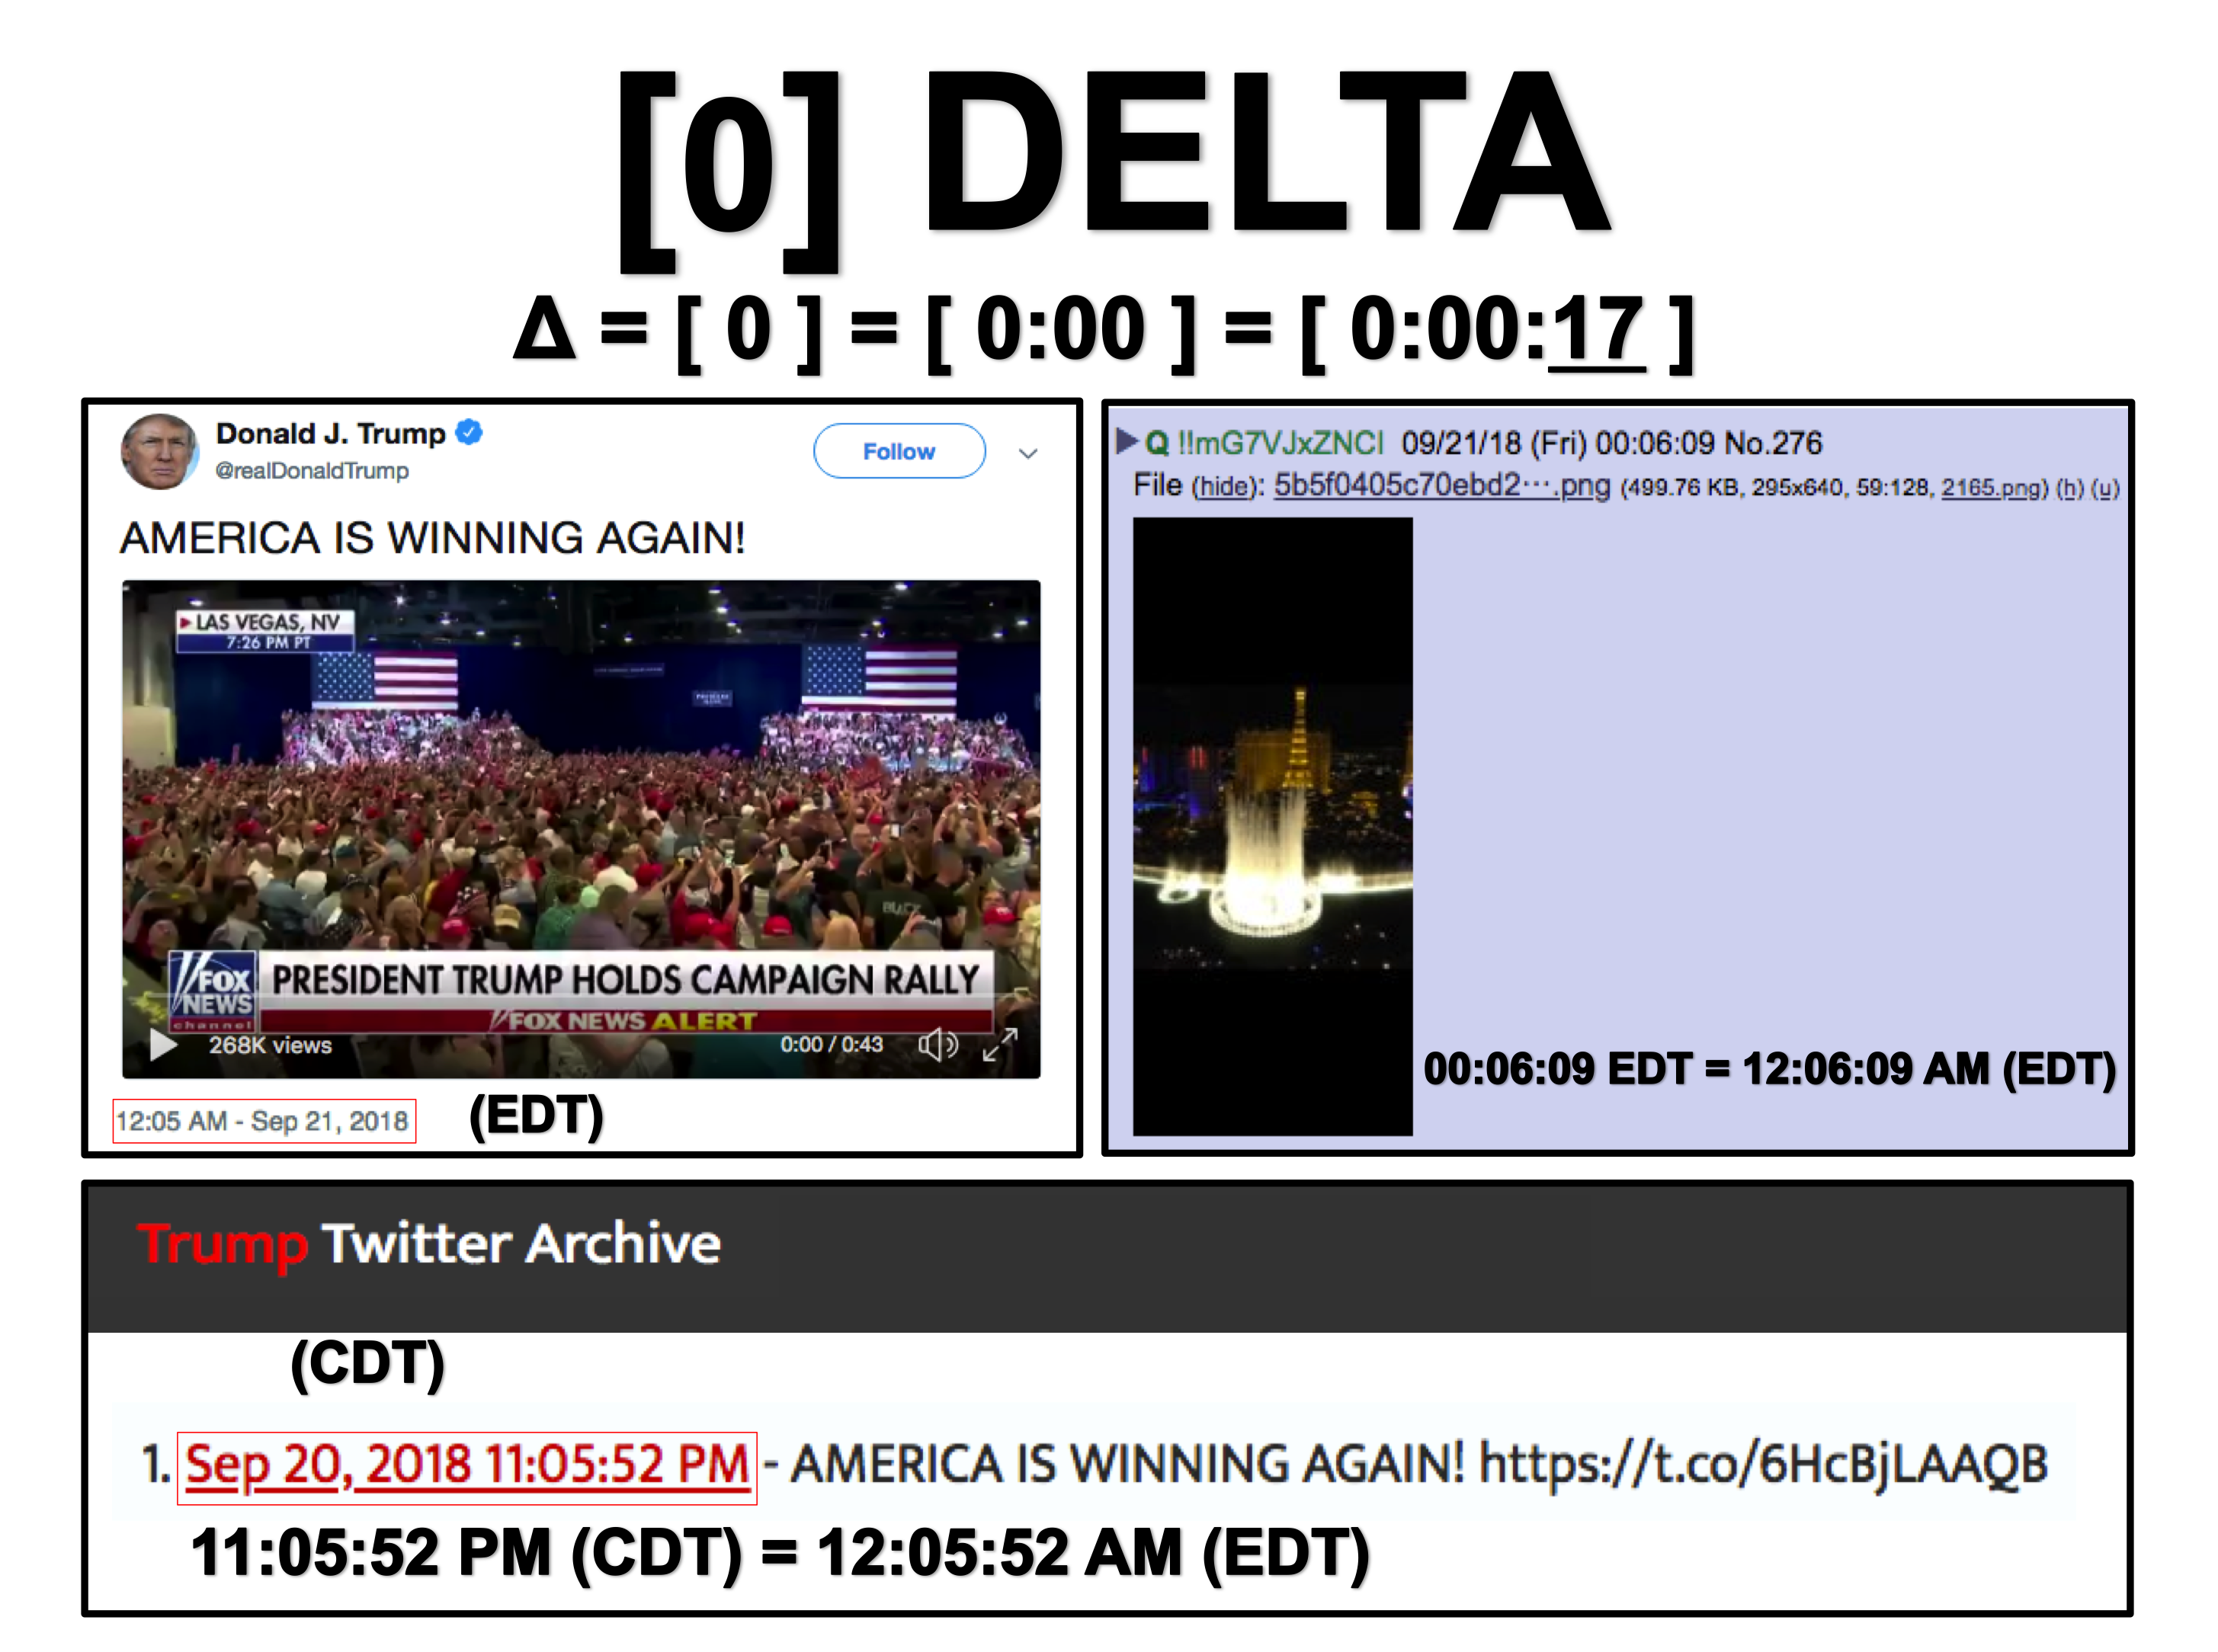 [0] DELTA
Δ = [ 0 ] = [ 0:00 ] = [ 0:00:17 ]
Donald J. Trump
@realDonaldTrump
Follow
AMERICA IS WINNING AGAIN!
LAS VEGAS, NV
7:26 PM PT
BLACK
FOX NEWS channel
PRESIDENT TRUMP HOLDS CAMPAIGN RALLY
FOX NEWS ALERT
268K views
0:00 / 0:43
12:05 AM - Sep 21, 2018
(EDT)
Q !!mG7VJxZNCI 09/21/18 (Fri) 00:06:09 No.276
File (hide): 5b5f0405c70ebd2···.png (499.76 KB, 295x640, 59:128, 2165.png) (h) (u)
00:06:09 EDT = 12:06:09 AM (EDT)
Trump Twitter Archive
(CDT)
1. Sep 20, 2018 11:05:52 PM - AMERICA IS WINNING AGAIN! https://t.co/6HcBjLAAQB
11:05:52 PM (CDT) = 12:05:52 AM (EDT)